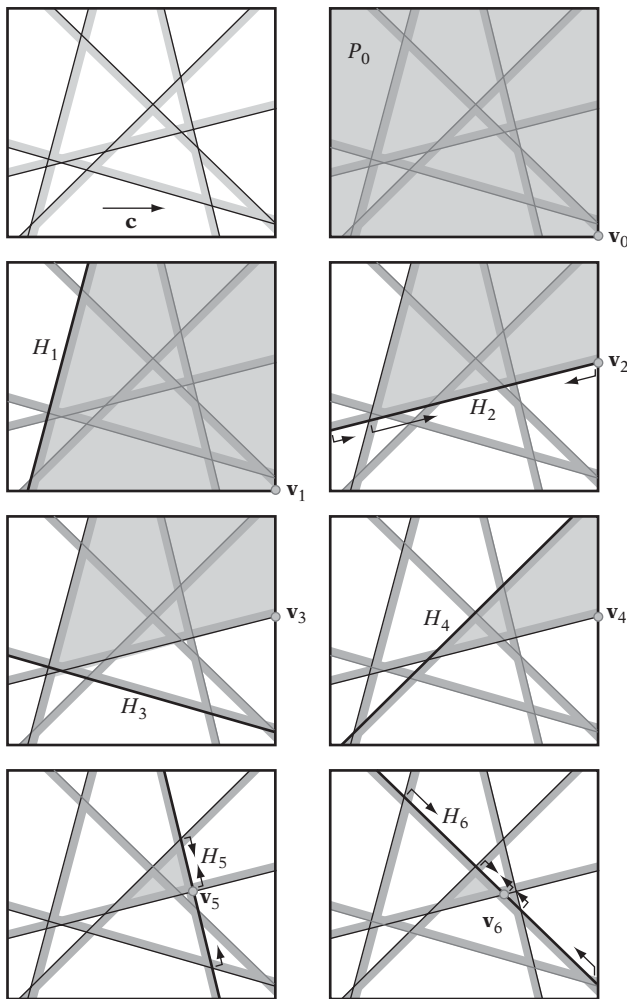 c
P₀
v₀
H₁
v₁
H₂
v₂
H₃
v₃
H₄
v₄
H₅
v₅
H₆
v₆